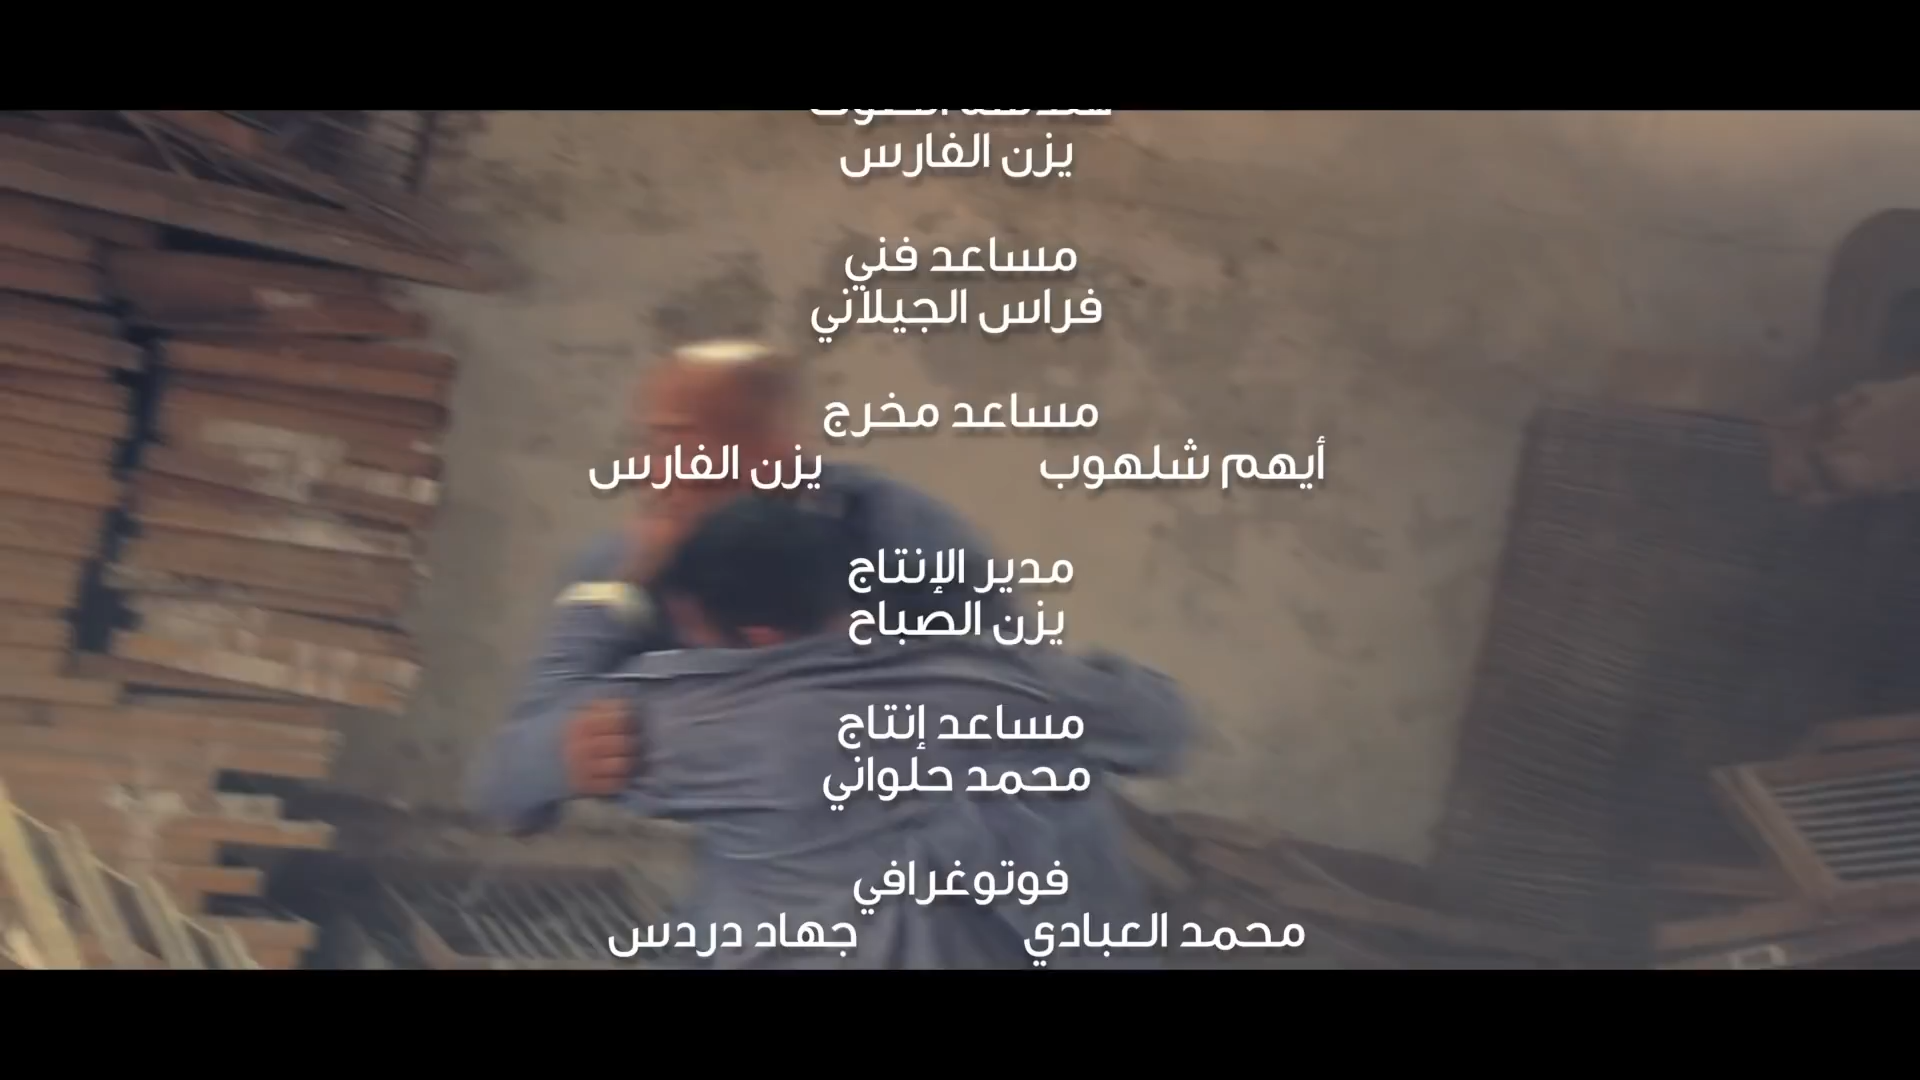 يزن الفارس
مساعد فني
فراس الجيلاني
مساعد مخرج
أيهم شلهوب يزن الفارس
مدير الإنتاج
يزن الصباح
مساعد إنتاج
محمد حلواني
فوتوغرافي
محمد العبادي جهاد دردس